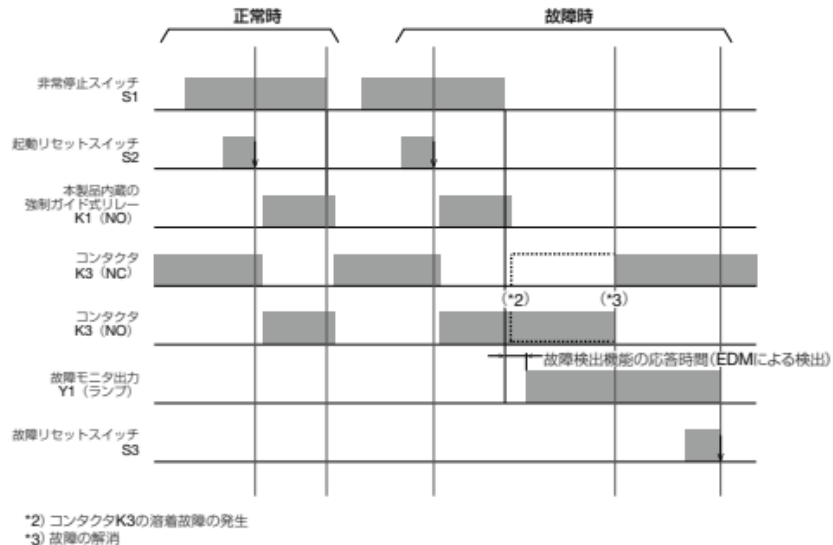 正常時
故障時
非常停止スイッチ
S1
起動リセットスイッチ
S2
本製品内蔵の
強制ガイド式リレー
K1（NO）
コンタクタ
K3（NC）
(*2)
(*3)
コンタクタ
K3（NO）
故障検出機能の応答時間(EDMによる検出)
故障モニタ出力
Y1（ランプ）
故障リセットスイッチ
S3
*2) コンタクタK3の溶着故障の発生
*3) 故障の解消